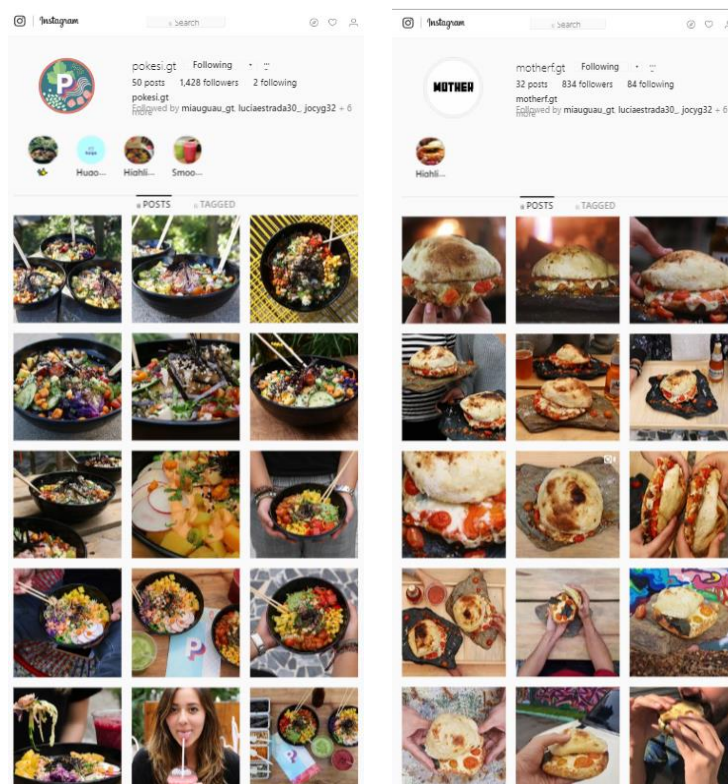 Instagram
Search
pokesi.gt Following
50 posts 1,428 followers 2 following
pokesi.gt
Followed by miauguau_gt, luciaestrada30_, jocyg32 + 6
more
Huao... Highli... Smoo...
POSTS TAGGED
P
Instagram
Search
MOTHER
motherf.gt Following
32 posts 834 followers 84 following
motherf.gt
Followed by miauguau_gt, luciaestrada30_, jocyg32 + 6
more
Highli...
POSTS TAGGED